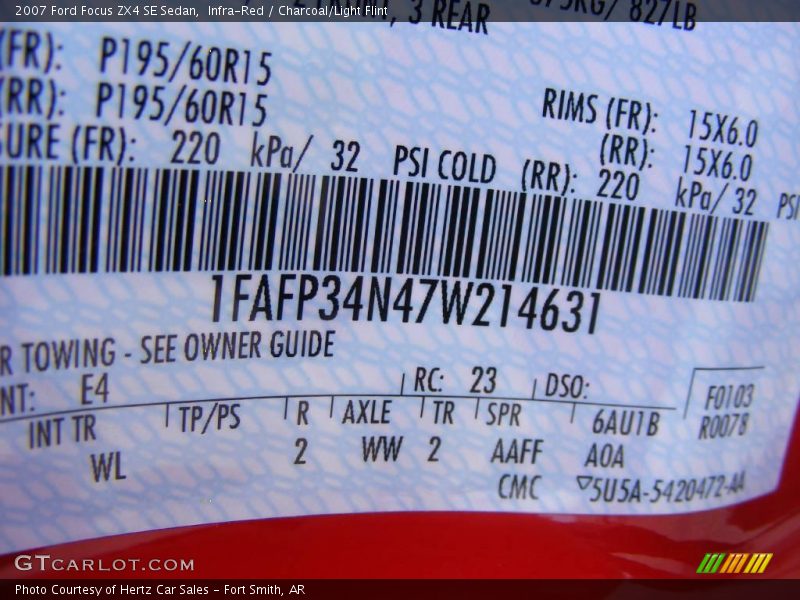 2007 Ford Focus ZX4 SE Sedan, Infra-Red / Charcoal/Light Flint
3 REAR 827LB
(FR): P195/60R15
(RR): P195/60R15
RIMS (FR): 15X6.0
(RR): 15X6.0
SURE (FR): 220 kPa/ 32 PSI COLD (RR): 220 kPa/ 32 PSI
1FAFP34N47W214631
R TOWING - SEE OWNER GUIDE
NT: E4 RC: 23 DSO:
INT TR TP/PS R AXLE TR SPR 6AU1B F0103
R0078
WL 2 WW 2 AAFF A0A
CMC 5U5A-5420472-AA
GTCARLOT.COM
Photo Courtesy of Hertz Car Sales - Fort Smith, AR